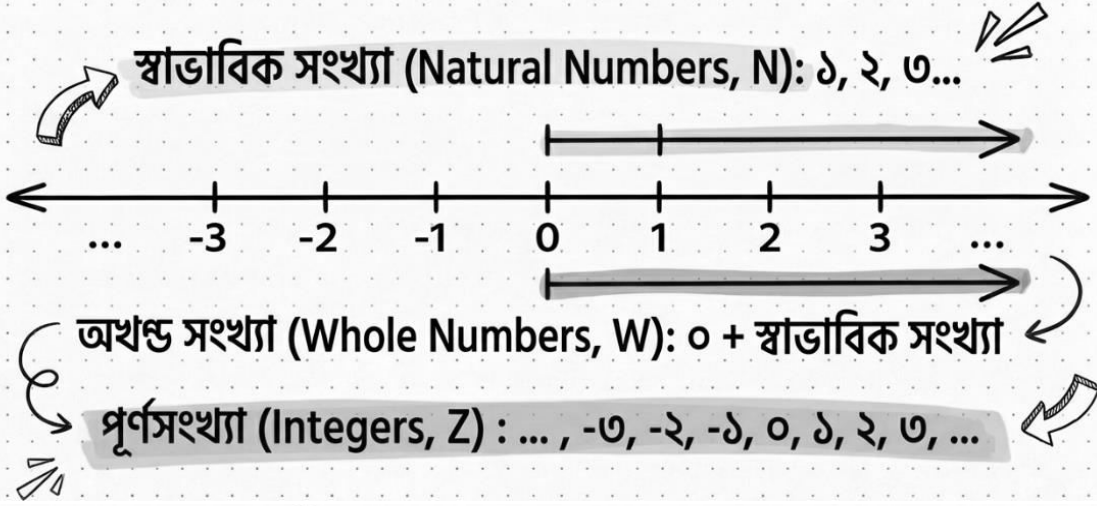 স্বাভাবিক সংখ্যা (Natural Numbers, N): ১, ২, ৩...
... -3 -2 -1 0 1 2 3 ...
অখণ্ড সংখ্যা (Whole Numbers, W): ০ + স্বাভাবিক সংখ্যা
পূর্ণসংখ্যা (Integers, Z) : ... , -৩, -২, -১, ০, ১, ২, ৩, ...